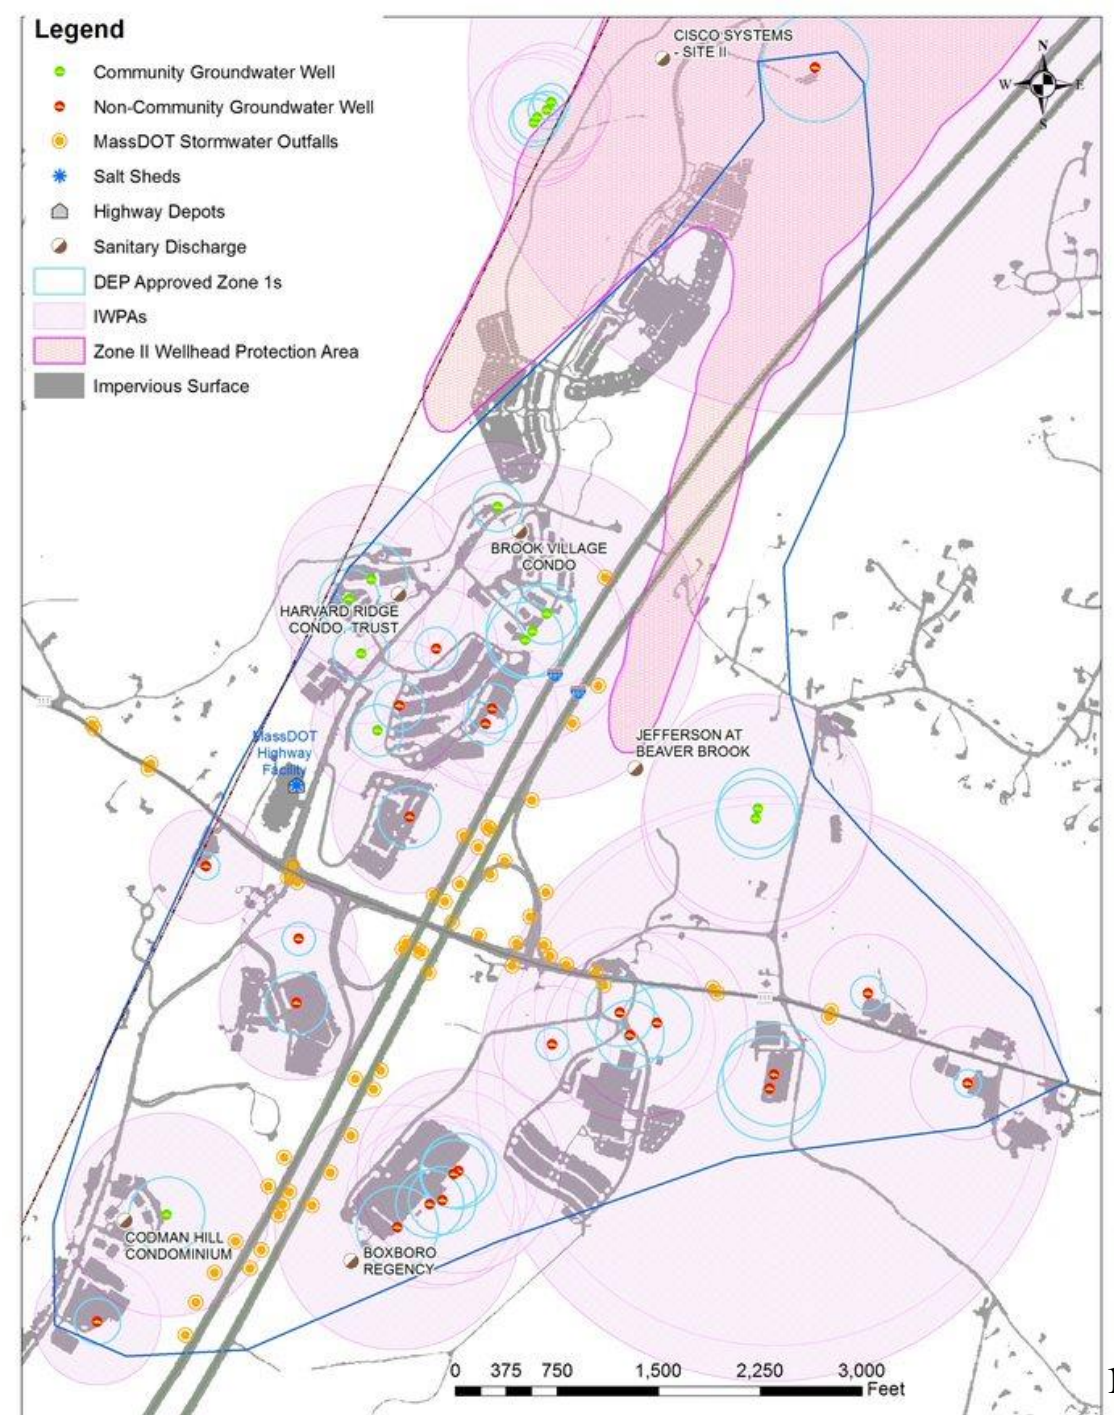 Legend
Community Groundwater Well
Non-Community Groundwater Well
MassDOT Stormwater Outfalls
Salt Sheds
Highway Depots
Sanitary Discharge
DEP Approved Zone 1s
IWPAs
Zone II Wellhead Protection Area
Impervious Surface
CISCO SYSTEMS
- SITE II
N
W E
S
BROOK VILLAGE
CONDO
HARVARD RIDGE
CONDO. TRUST
111
MassDOT
Highway
Facility
JEFFERSON AT
BEAVER BROOK
111
CODMAN HILL
CONDOMINIUM
BOXBORO
REGENCY
0 375 750 1,500 2,250 3,000
Feet